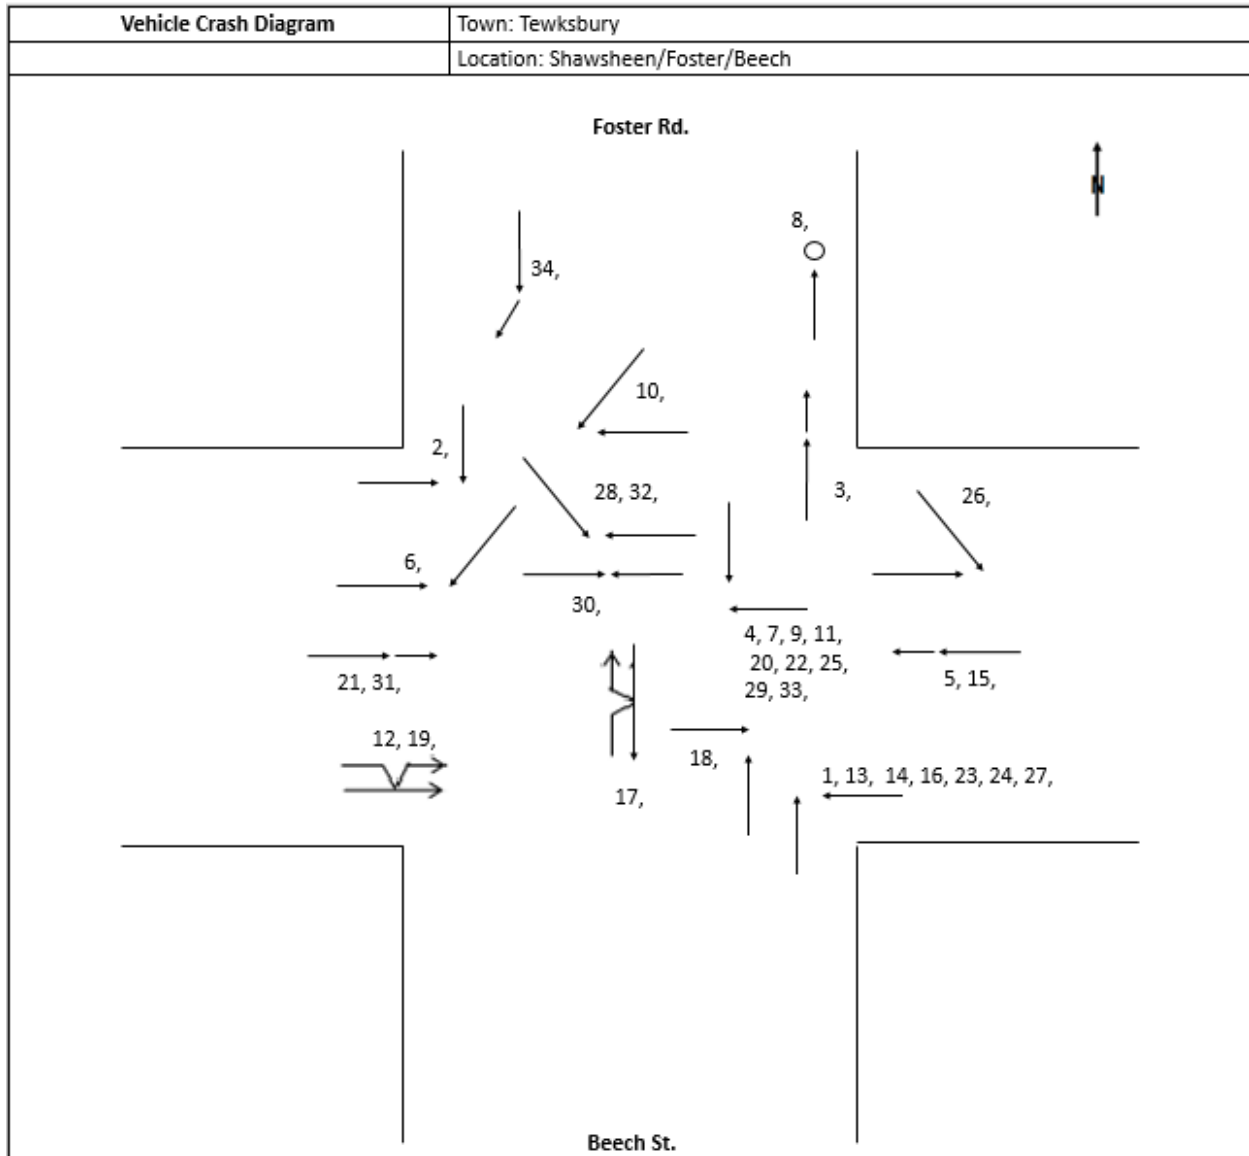 Vehicle Crash Diagram
Town: Tewksbury
Location: Shawsheen/Foster/Beech
Foster Rd.
N
8,
34,
10,
2,
28, 32,
3,
26,
6,
30,
4, 7, 9, 11,
20, 22, 25,
29, 33,
21, 31,
5, 15,
12, 19,
18,
1, 13,  14, 16, 23, 24, 27,
17,
Beech St.